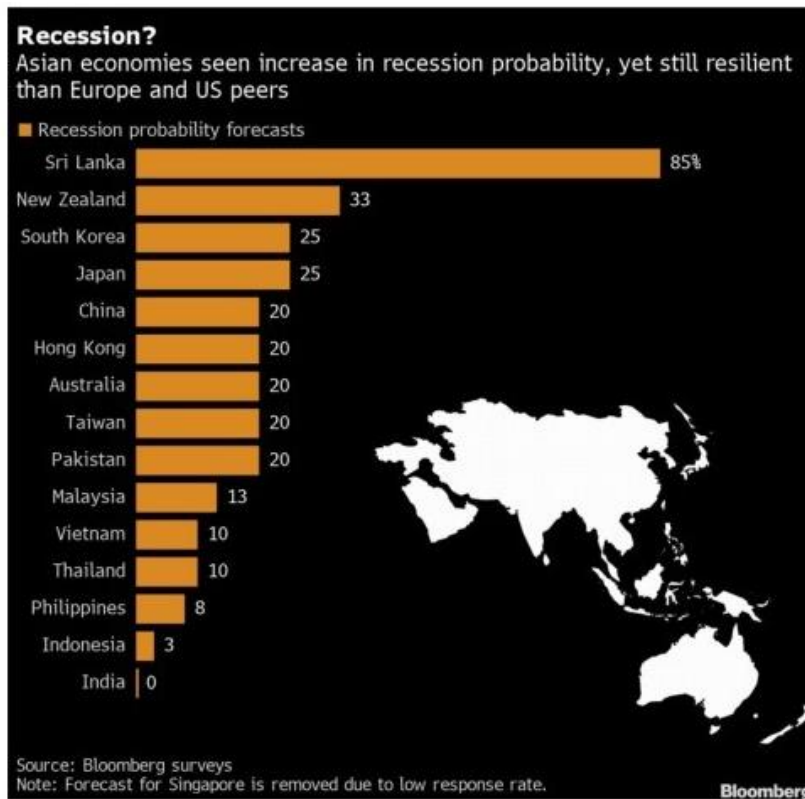 Recession?
Asian economies seen increase in recession probability, yet still resilient
than Europe and US peers
Recession probability forecasts
Sri Lanka 85%
New Zealand 33
South Korea 25
Japan 25
China 20
Hong Kong 20
Australia 20
Taiwan 20
Pakistan 20
Malaysia 13
Vietnam 10
Thailand 10
Philippines 8
Indonesia 3
India 0
Source: Bloomberg surveys
Note: Forecast for Singapore is removed due to low response rate.
Bloomberg